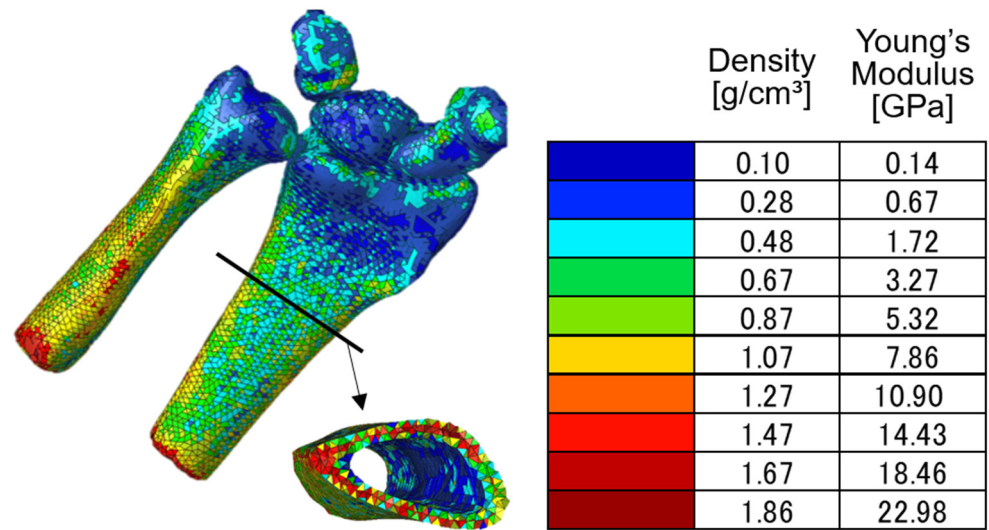 Density
[g/cm³]
Young's
Modulus
[GPa]
0.10 0.14
0.28 0.67
0.48 1.72
0.67 3.27
0.87 5.32
1.07 7.86
1.27 10.90
1.47 14.43
1.67 18.46
1.86 22.98